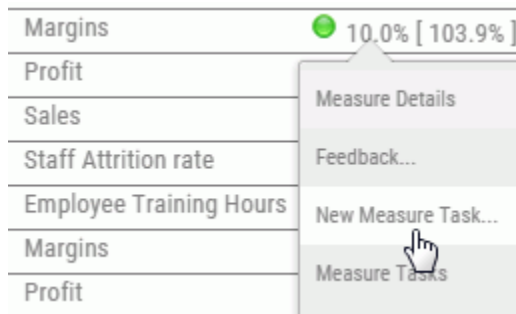 Margins 10.0% [ 103.9% ]
Profit
Measure Details
Sales
Staff Attrition rate
Feedback...
Employee Training Hours
New Measure Task...
Margins
Measure Tasks
Profit